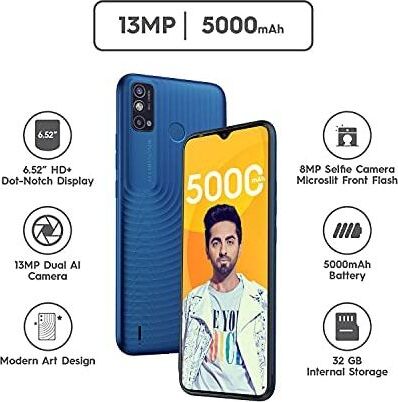 13MP | 5000mAh
6.52"
6.52” HD+
Dot-Notch Display
8MP Selfie Camera
Microslit Front Flash
5000
13MP Dual AI
Camera
5000mAh
Battery
Modern Art Design
32 GB
Internal Storage